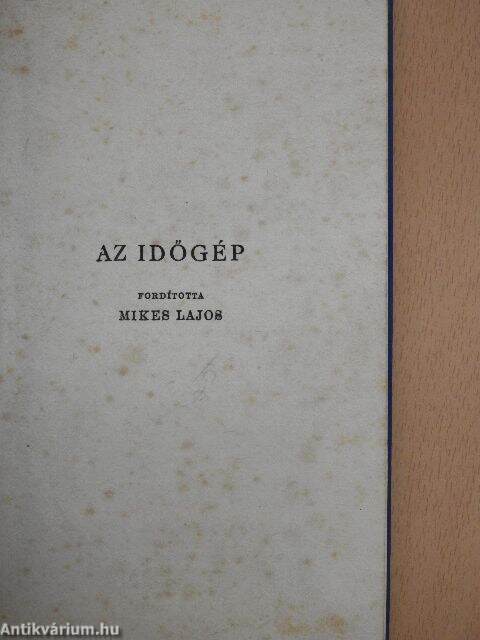 AZ IDŐGÉP
FORDÍTOTTA
MIKES LAJOS
Antikvárium.hu